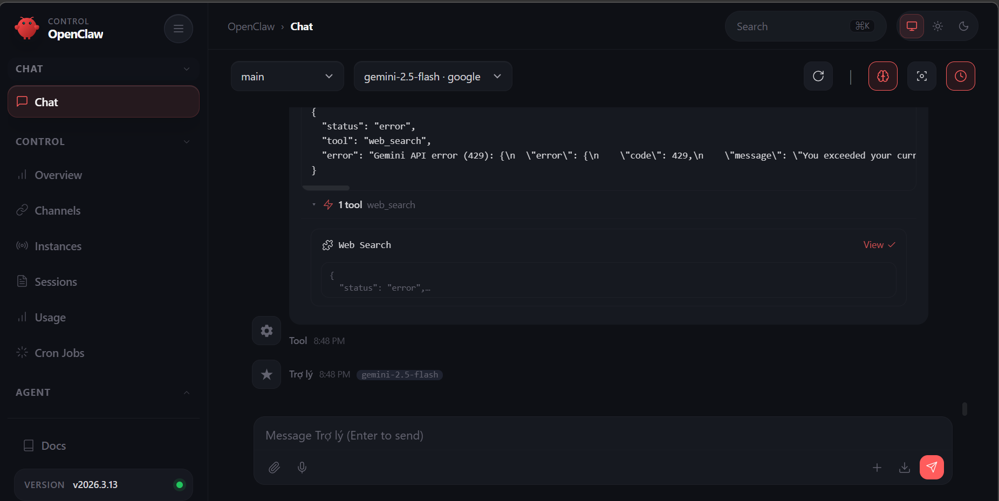 CONTROL
OpenClaw
CHAT
Chat
CONTROL
Overview
Channels
Instances
Sessions
Usage
Cron Jobs
AGENT
Docs
VERSION v2026.3.13
OpenClaw › Chat
Search ⌘K
main
gemini-2.5-flash · google
{
"status": "error",
"tool": "web_search",
"error": "Gemini API error (429): {\n  \"error\": {\n    \"code\": 429,\n    \"message\": \"You exceeded your curr
}
1 tool web_search
Web Search
View
{
"status": "error",…
Tool 8:48 PM
Trợ lý 8:48 PM gemini-2.5-flash
Message Trợ lý (Enter to send)